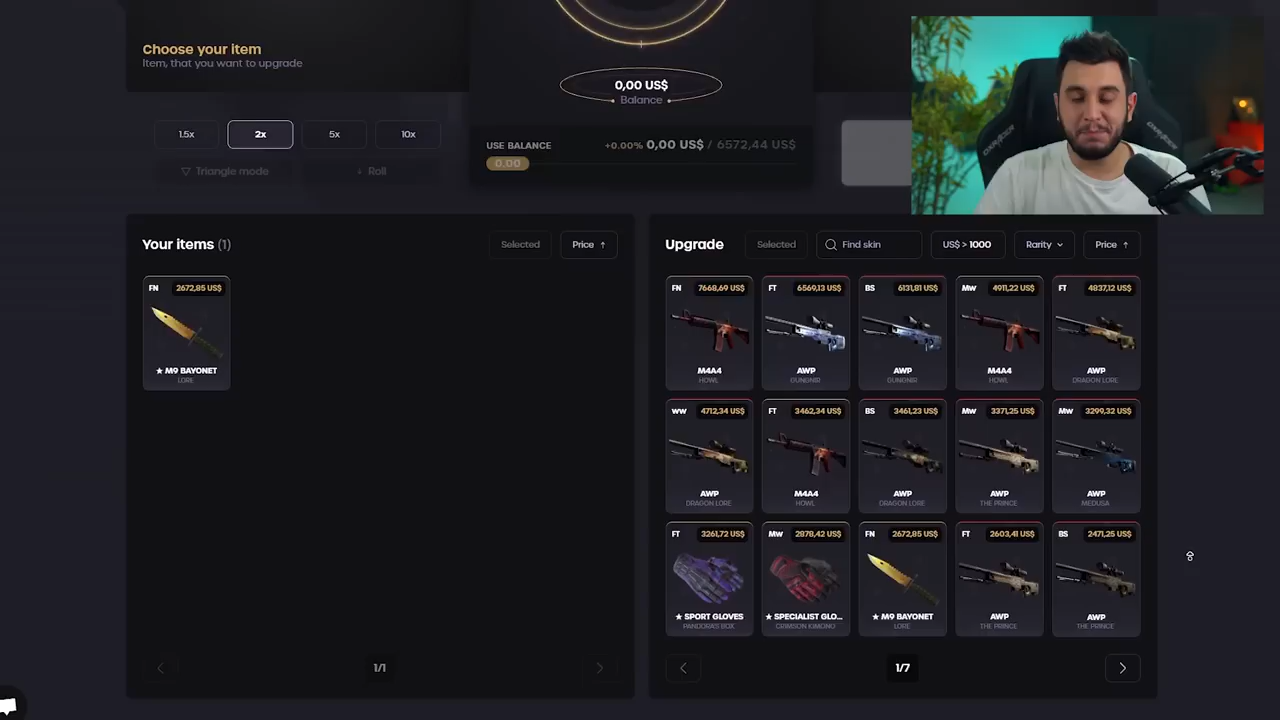 Choose your item
Item, that you want to upgrade
0,00 US$
Balance
1.5x
2x
5x
10x
Triangle mode
Roll
USE BALANCE
+0.00% 0,00 US$ / 6572,44 US$
0.00
Your items (1)
Selected
Price
FN 2672,85 US$
★ M9 BAYONET
LORE
1/1
Upgrade
Selected
Find skin
US$ > 1000
Rarity
Price
FN 7668,69 US$
M4A4
HOWL
FT 6569,13 US$
AWP
GUNGNIR
BS 6131,81 US$
AWP
GUNGNIR
MW 4911,22 US$
M4A4
HOWL
FT 4837,12 US$
AWP
DRAGON LORE
WW 4712,34 US$
AWP
DRAGON LORE
FT 3462,34 US$
M4A4
HOWL
BS 3461,23 US$
AWP
DRAGON LORE
MW 3371,25 US$
AWP
THE PRINCE
MW 3299,32 US$
AWP
MEDUSA
FT 3261,72 US$
★ SPORT GLOVES
PANDORA'S BOX
MW 2878,42 US$
★ SPECIALIST GLO...
CRIMSON KIMONO
FN 2672,85 US$
★ M9 BAYONET
LORE
FT 2603,41 US$
AWP
THE PRINCE
BS 2471,25 US$
AWP
THE PRINCE
1/7